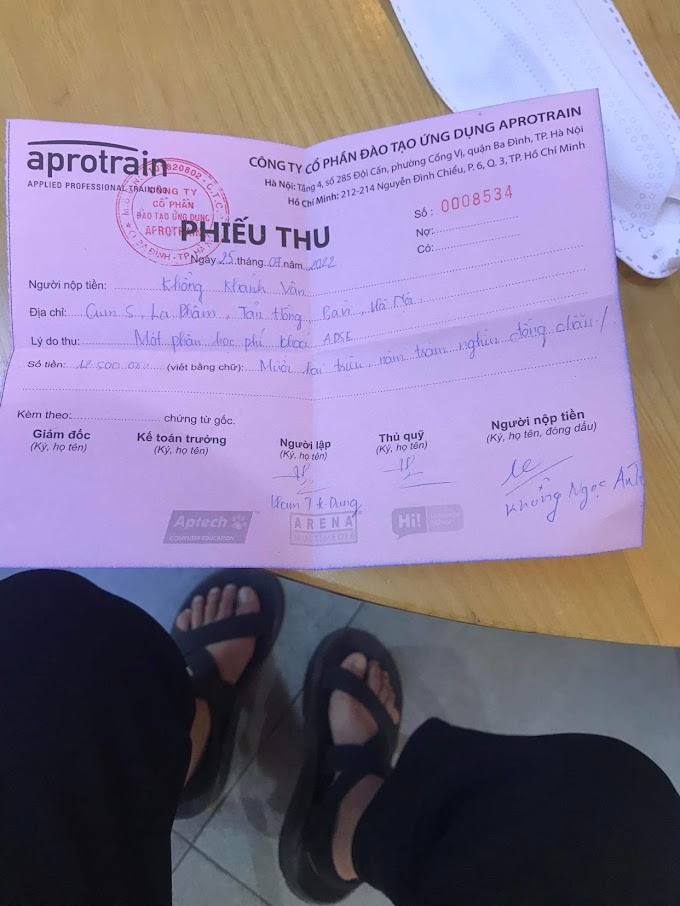 aprotrain
APPLIED PROFESSIONAL TRAINING
CÔNG TY CỔ PHẦN ĐÀO TẠO ỨNG DỤNG APROTRAIN
Hà Nội: Tầng 4, số 285 Đội Cấn, phường Cống Vị, quận Ba Đình, TP. Hà Nội
Hồ Chí Minh: 212-214 Nguyễn Đình Chiểu, P. 6, Q. 3, TP. Hồ Chí Minh
CÔNG TY
CỔ PHẦN
ĐÀO TẠO ỨNG DỤNG
PHIẾU THU
Số : 0008534
Nợ:
Có:
Ngày 25 tháng 07 năm 2022
Người nộp tiền: Khổng Khánh Vân
Địa chỉ: Cụm 5, La Thạm, Tân Hồng, Hà Nội
Lý do thu: Một phần học phí khoá ADSE
Số tiền: 12 500 000 (viết bằng chữ): Mười hai triệu, năm trăm nghìn đồng chẵn /
Kèm theo: chứng từ gốc.
Giám đốc Kế toán trưởng Người lập Thủ quỹ Người nộp tiền
(Ký, họ tên) (Ký, họ tên) (Ký, họ tên) (Ký, họ tên) (Ký, họ tên, đóng dấu)
Dung
Khổng Ngọc Ánh
Aptech ARENA Hi!
COMPUTER EDUCATION MULTIMEDIA